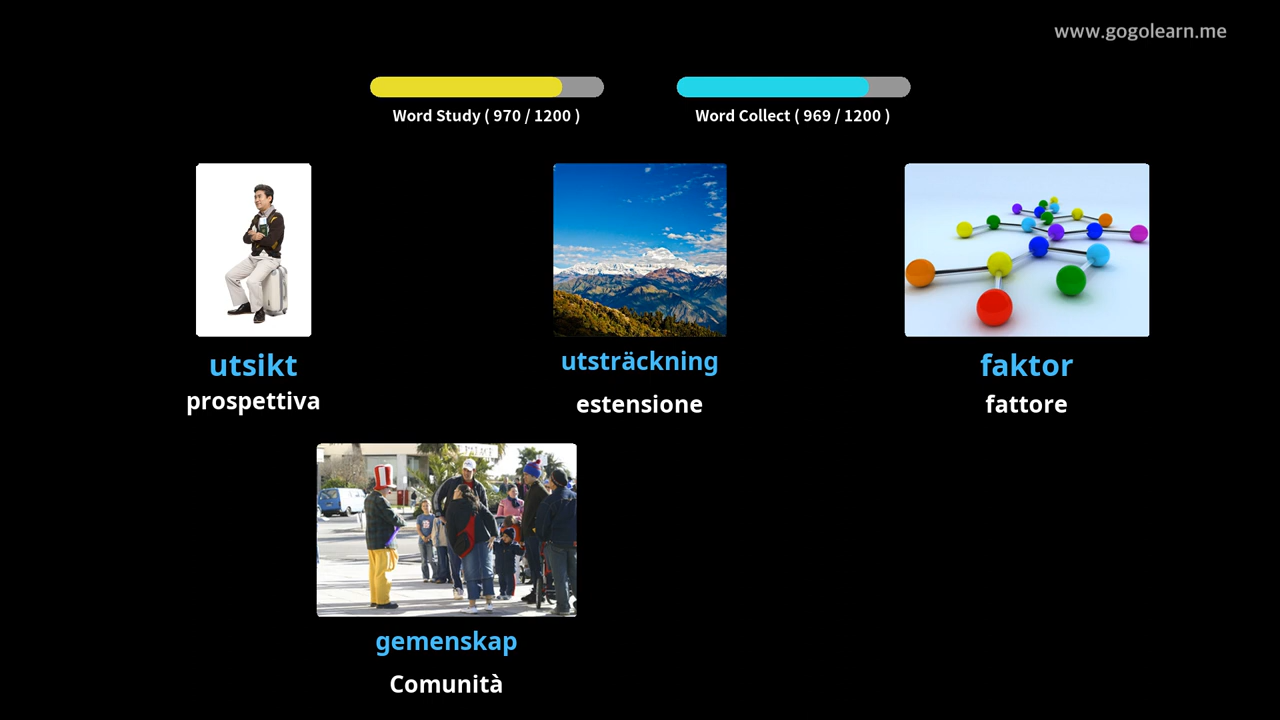 www.gogolearn.me
Word Study ( 970 / 1200 )
Word Collect ( 969 / 1200 )
utsikt
prospettiva
utsträckning
estensione
faktor
fattore
gemenskap
Comunità